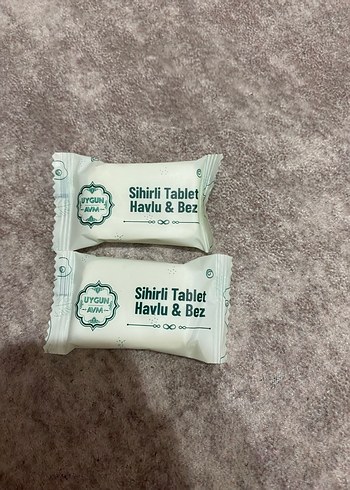 UYGUN
AVM
Sihirli Tablet
Havlu & Bez
UYGUN
AVM
Sihirli Tablet
Havlu & Bez